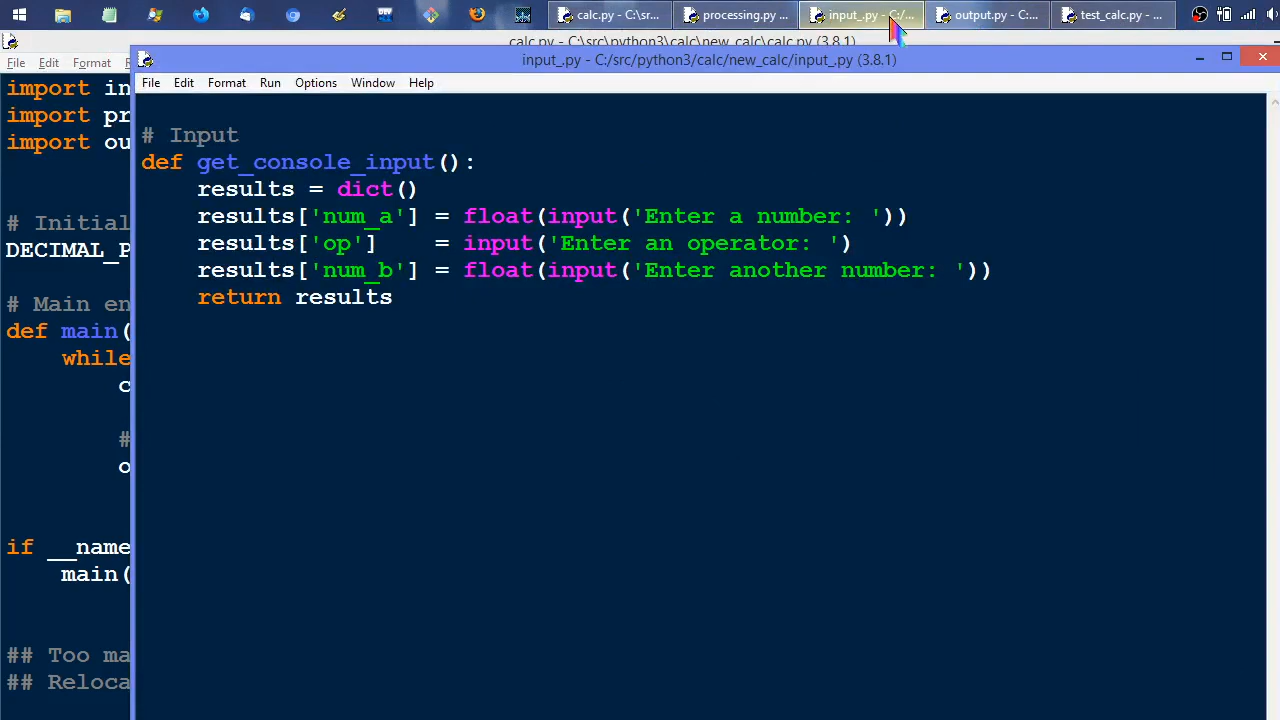 calc.py - C:\sr...
processing.py ...
input_.py - C:/...
output.py - C:...
test_calc.py - ...
calc.py - C:\src\python3\calc\new_calc\calc.py (3.8.1)
input_.py - C:/src/python3/calc/new_calc/input_.py (3.8.1)
File Edit Format
File Edit Format Run Options Window Help
import in
import pr
import ou
# Initial
DECIMAL_P
# Main en
def main(
while
c
#
o
if __name
main(
## Too ma
## Reloca
# Input
def get_console_input():
    results = dict()
    results['num_a'] = float(input('Enter a number: '))
    results['op']    = input('Enter an operator: ')
    results['num_b'] = float(input('Enter another number: '))
    return results